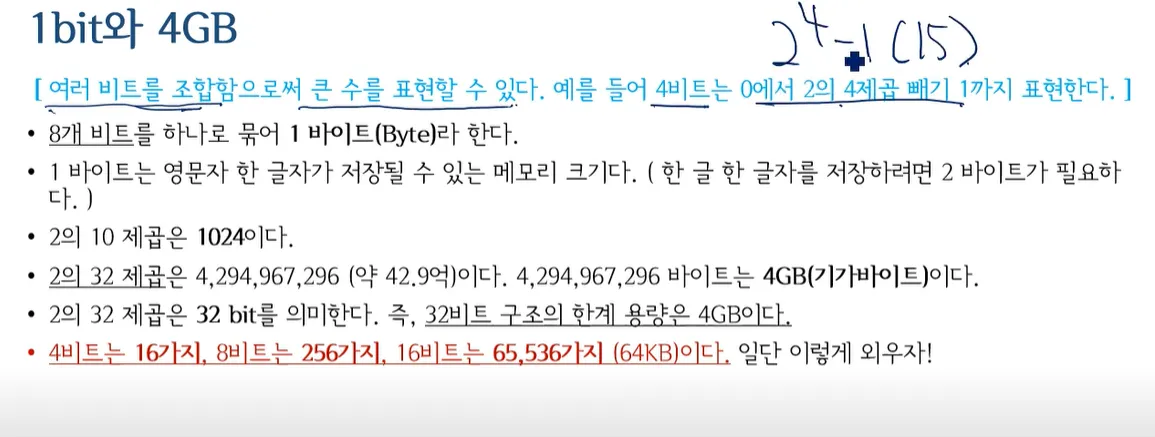 1bit와 4GB
2⁴-1 (15)
[ 여러 비트를 조합함으로써 큰 수를 표현할 수 있다. 예를 들어 4비트는 0에서 2의 4제곱 빼기 1까지 표현한다. ]
• 8개 비트를 하나로 묶어 1 바이트(Byte)라 한다.
• 1 바이트는 영문자 한 글자가 저장될 수 있는 메모리 크기다. ( 한 글 한 글자를 저장하려면 2 바이트가 필요하
다. )
• 2의 10 제곱은 1024이다.
• 2의 32 제곱은 4,294,967,296 (약 42.9억)이다. 4,294,967,296 바이트는 4GB(기가바이트)이다.
• 2의 32 제곱은 32 bit를 의미한다. 즉, 32비트 구조의 한계 용량은 4GB이다.
• 4비트는 16가지, 8비트는 256가지, 16비트는 65,536가지 (64KB)이다. 일단 이렇게 외우자!